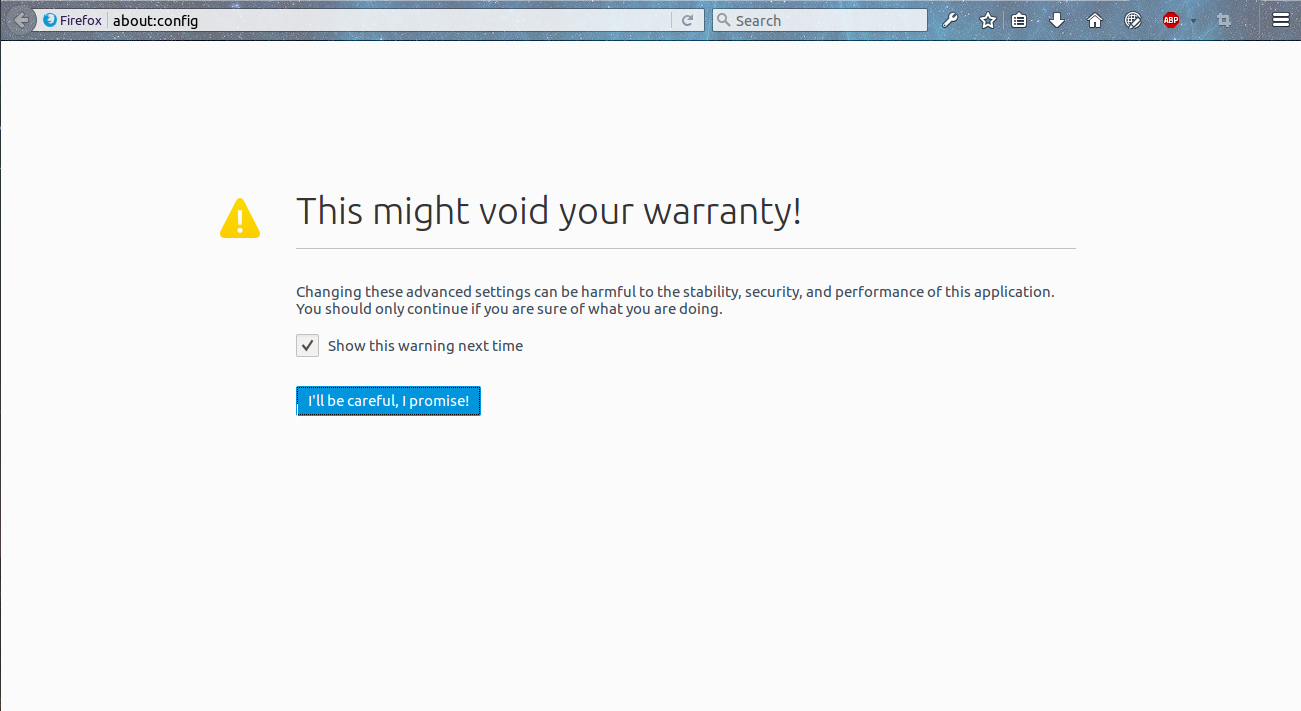 Firefox about:config Search ABP
This might void your warranty!
Changing these advanced settings can be harmful to the stability, security, and performance of this application.
You should only continue if you are sure of what you are doing.
Show this warning next time
I'll be careful, I promise!